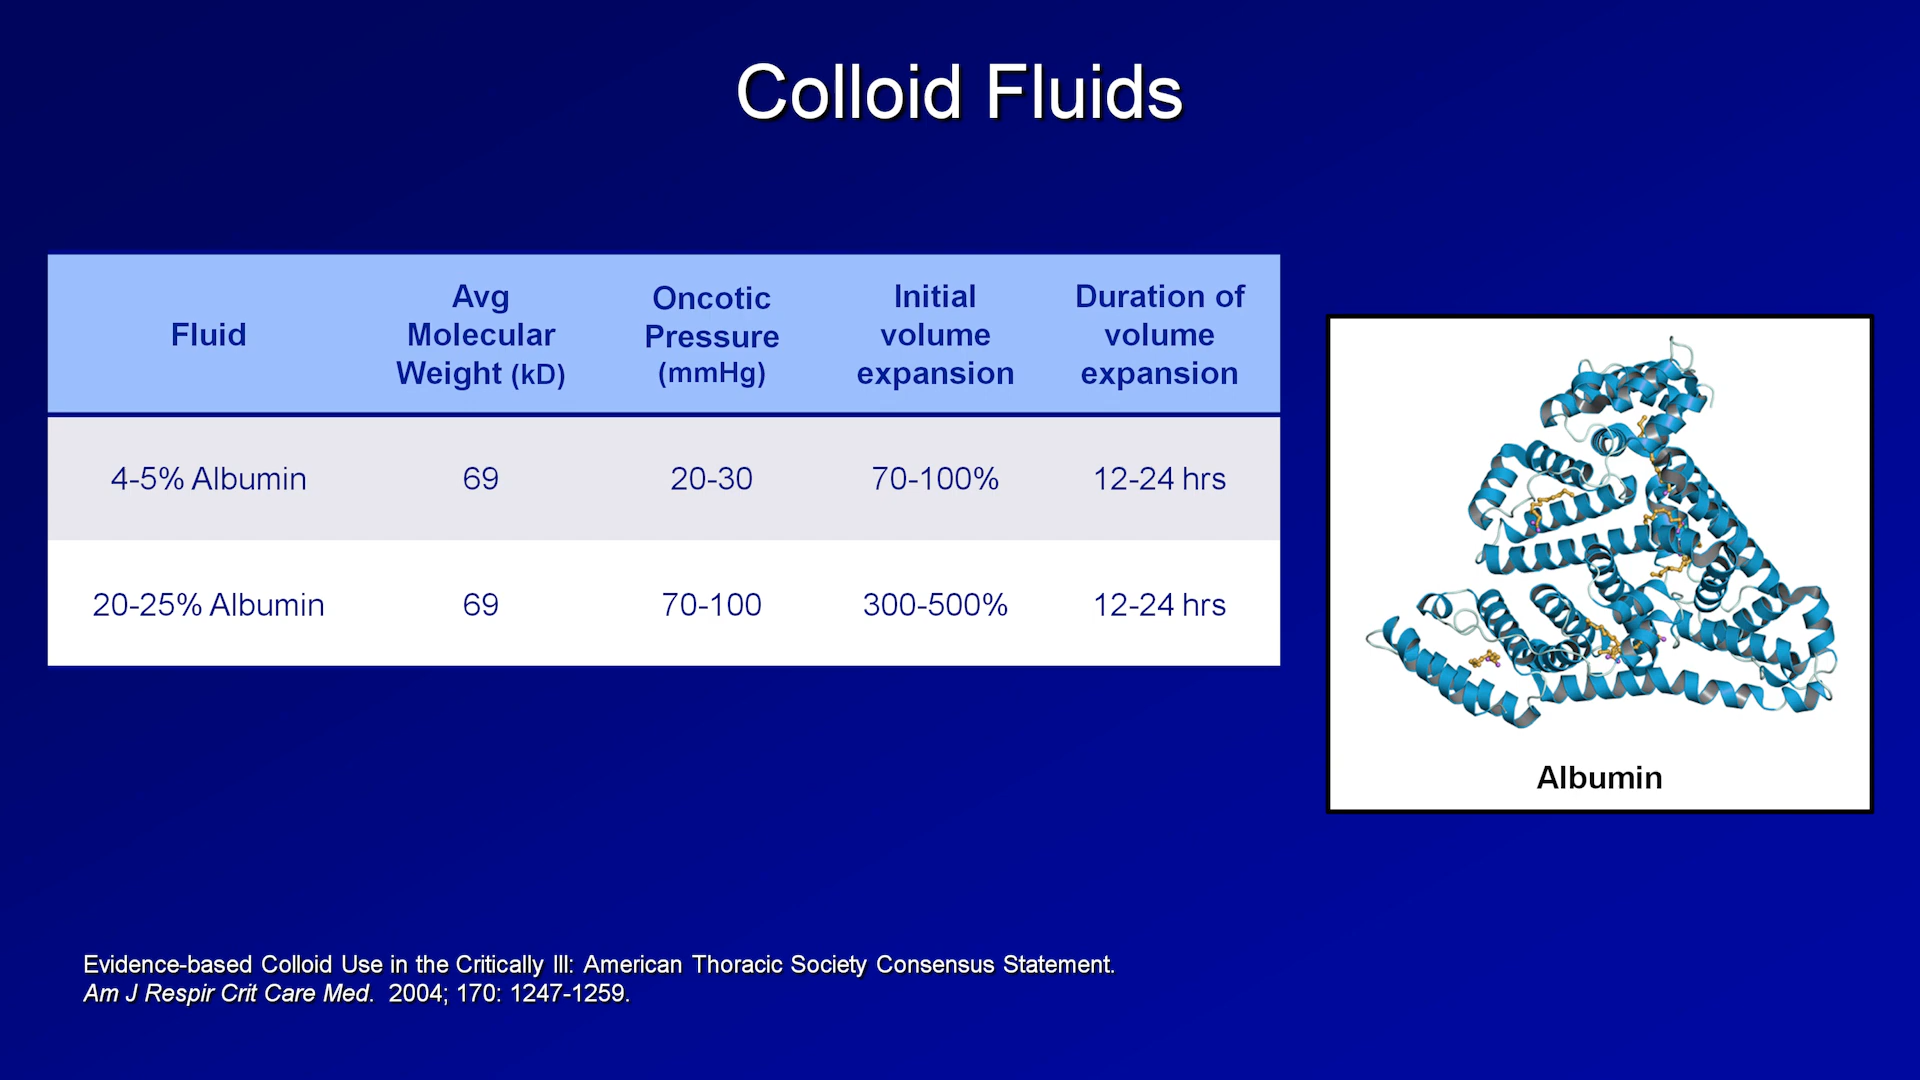 Colloid Fluids
Fluid
Avg
Molecular
Weight (kD)
Oncotic
Pressure
(mmHg)
Initial
volume
expansion
Duration of
volume
expansion
4-5% Albumin 69 20-30 70-100% 12-24 hrs
20-25% Albumin 69 70-100 300-500% 12-24 hrs
Albumin
Evidence-based Colloid Use in the Critically Ill: American Thoracic Society Consensus Statement.
Am J Respir Crit Care Med. 2004; 170: 1247-1259.